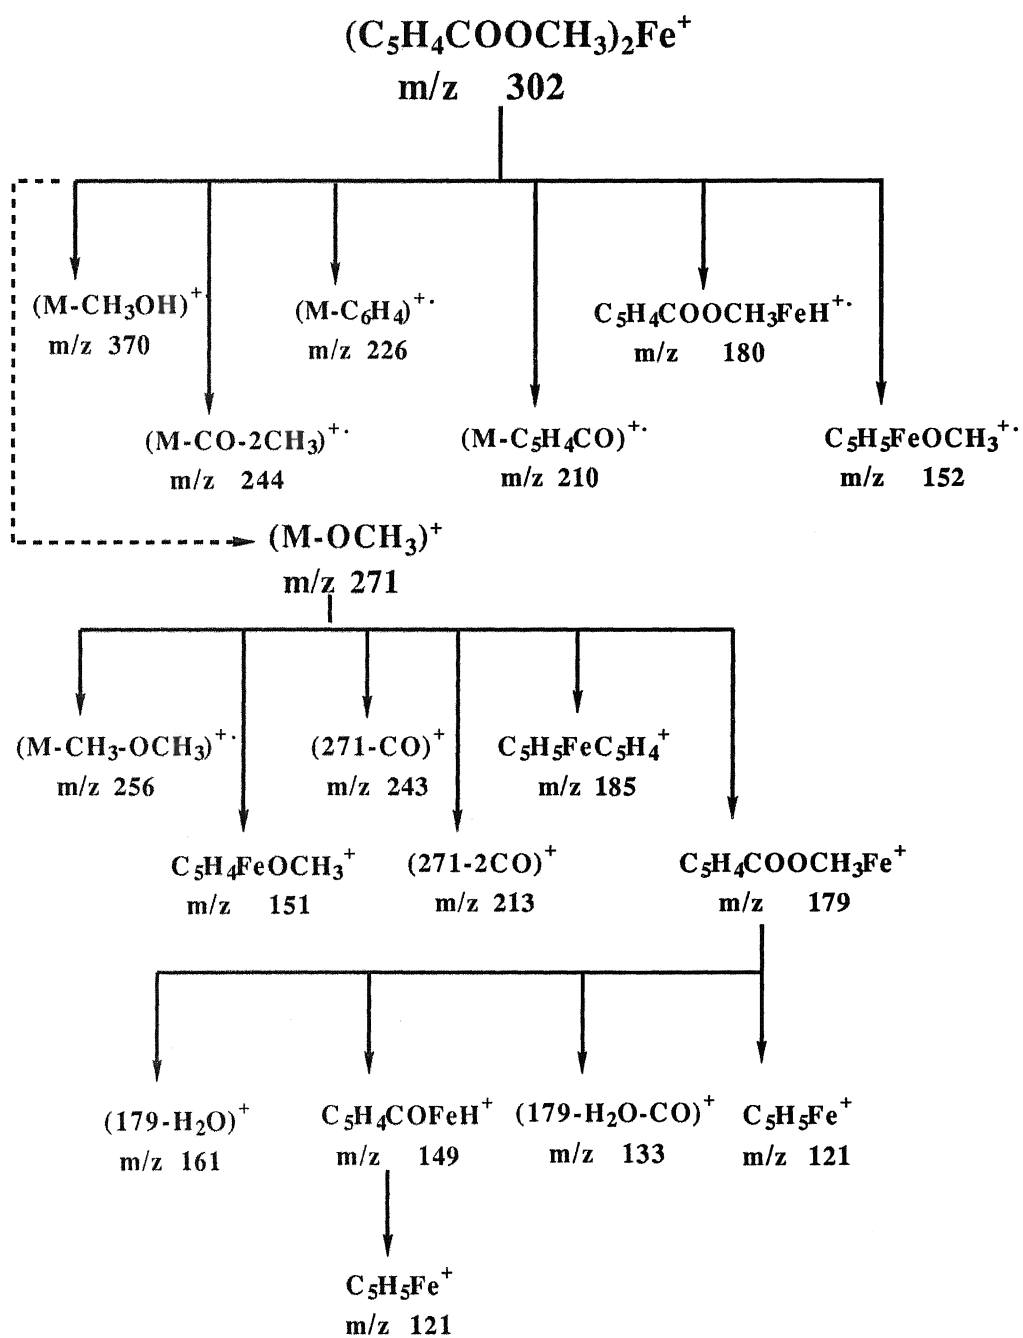 (C₅H₄COOCH₃)₂Fe⁺
m/z 302
(M-CH₃OH)⁺·
m/z 370
(M-C₆H₄)⁺·
m/z 226
C₅H₄COOCH₃FeH⁺·
m/z 180
(M-CO-2CH₃)⁺·
m/z 244
(M-C₅H₄CO)⁺·
m/z 210
C₅H₅FeOCH₃⁺·
m/z 152
(M-OCH₃)⁺
m/z 271
(M-CH₃-OCH₃)⁺·
m/z 256
(271-CO)⁺
m/z 243
C₅H₅FeC₅H₄⁺
m/z 185
C₅H₄FeOCH₃⁺
m/z 151
(271-2CO)⁺
m/z 213
C₅H₄COOCH₃Fe⁺
m/z 179
(179-H₂O)⁺
m/z 161
C₅H₄COFeH⁺
m/z 149
(179-H₂O-CO)⁺
m/z 133
C₅H₅Fe⁺
m/z 121
C₅H₅Fe⁺
m/z 121